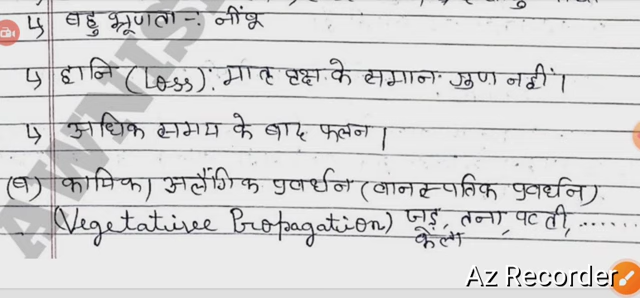 ↳ बहु भ्रूणता -: नींबू
↳ हानि (Loss): मातृ वृक्ष के समान गुण नहीं।
↳ अधिक समय के बाद फलन।
(ब) कायिक/ अलैंगिक प्रवर्धन (वानस्पतिक प्रवर्धन)
(Vegetative Propagation) जड़, तना, पत्ती, ......
केला
AWNIS
Az Recorder